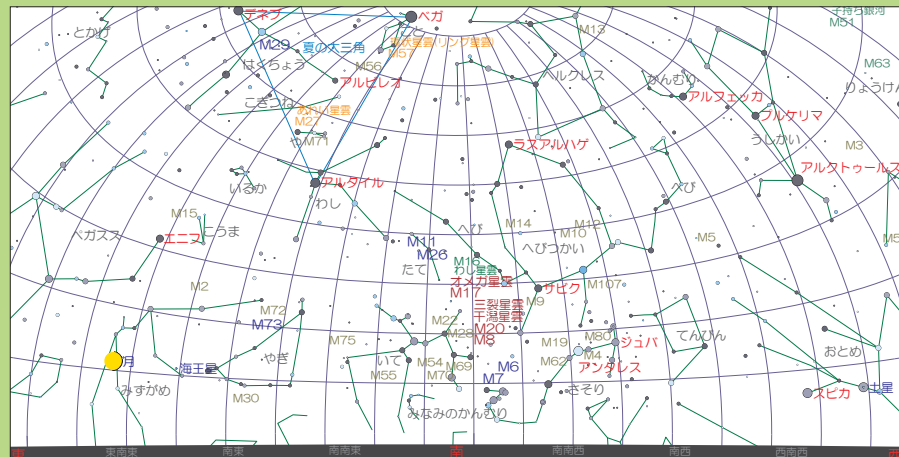 デネブ
ベガ
子持ち銀河
M51
とかげ
こと
M29
夏の大三角
環状星雲(リング星雲)
M57
M13
M56
はくちょう
アルビレオ
ヘルクレス
かんむり
M63
りょうけん
アルフェッカ
こぎつね
あれい星雲
M27
プルケリマ
や
M71
うしかい
ラスアルハゲ
M3
アルクトゥールス
アルタイル
いるか
へび
わし
M15
M14
M12
へび
ペガスス
こうま
エニフ
M10
M5
M11
へびつかい
M26
M16
わし星雲
たて
オメガ星雲
M17
M107
サビク
M2
M9
三裂星雲
干潟星雲
M72
M73
M22
M20
M28
M8
M75
M19
M80
ジュバ
てんびん
おとめ
月
海王星
やぎ
いて
M54
M69
M6
M62
M4
アンタレス
M55
M70
M7
みずがめ
M30
さそり
スピカ
土星
みなみのかんむり
東南東
南東
南南東
南
南南西
南西
西南西